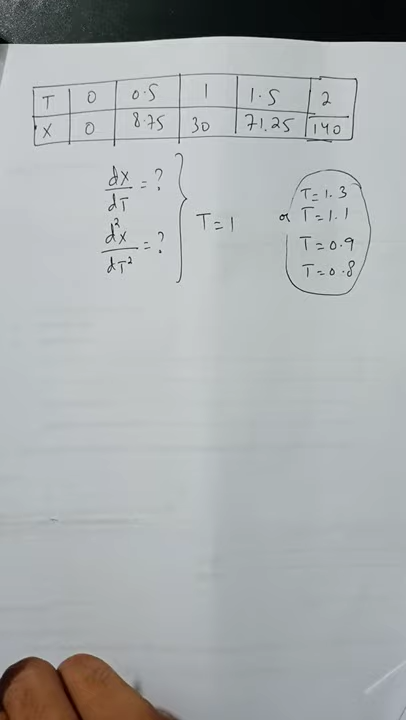 T 0 0.5 1 1.5 2
X 0 8.75 30 71.25 140
dX/dT = ?
d²X/dT² = ?
T = 1
or
T = 1.3
T = 1.1
T = 0.9
T = 0.8